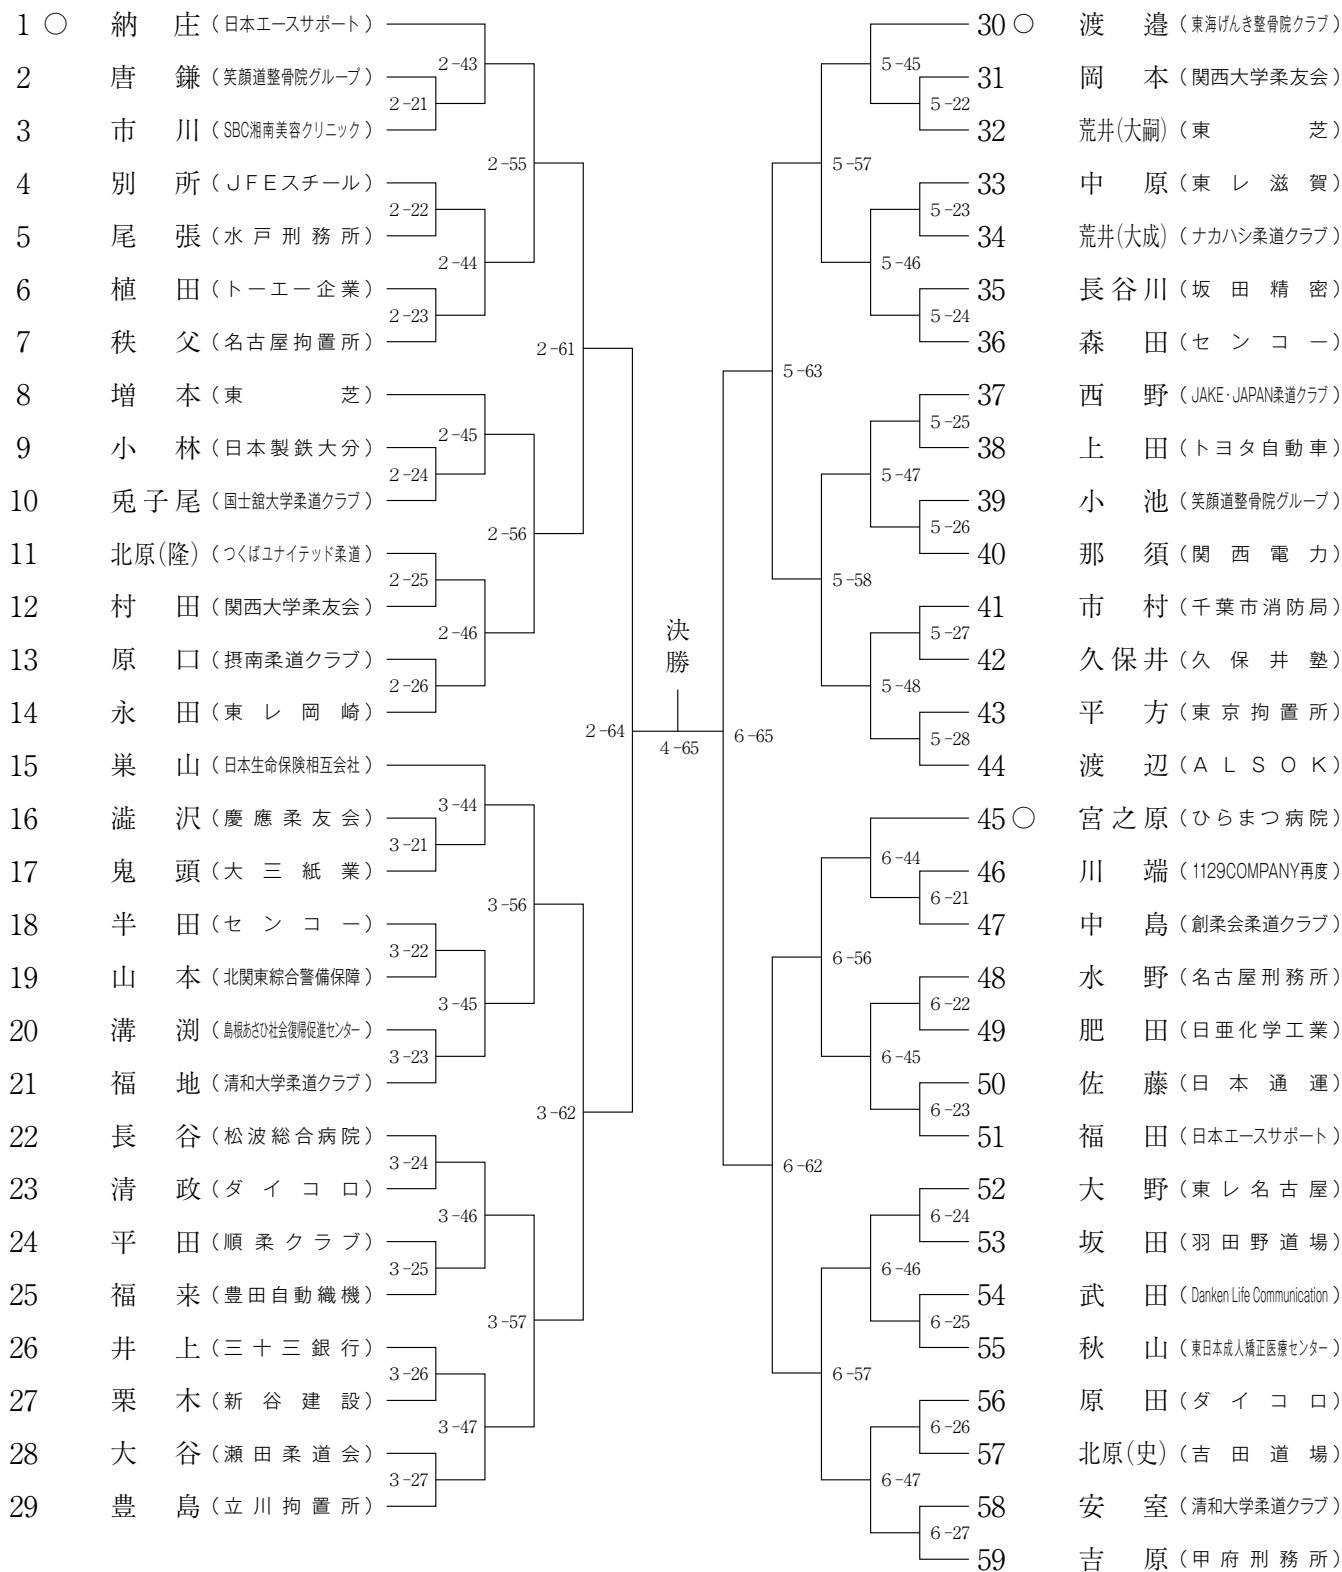 1 ○ 納庄（日本エースサポート）
2 唐鎌（笑顔道整骨院グループ）
3 市川（SBC湘南美容クリニック）
4 別所（JFEスチール）
5 尾張（水戸刑務所）
6 植田（トーエー企業）
7 秩父（名古屋拘置所）
8 増本（東芝）
9 小林（日本製鉄大分）
10 兎子尾（国士舘大学柔道クラブ）
11 北原(隆)（つくばユナイテッド柔道）
12 村田（関西大学柔友会）
13 原口（摂南柔道クラブ）
14 永田（東レ岡崎）
15 巣山（日本生命保険相互会社）
16 澁沢（慶應柔友会）
17 鬼頭（大三紙業）
18 半田（センコー）
19 山本（北関東綜合警備保障）
20 溝渕（島根あさひ社会復帰促進センター）
21 福地（清和大学柔道クラブ）
22 長谷（松波総合病院）
23 清政（ダイコロ）
24 平田（順柔クラブ）
25 福来（豊田自動織機）
26 井上（三十三銀行）
27 栗木（新谷建設）
28 大谷（瀬田柔道会）
29 豊島（立川拘置所）
2-21
2-22
2-23
2-24
2-25
2-26
3-21
3-22
3-23
3-24
3-25
3-26
3-27
2-43
2-44
2-45
2-46
3-44
3-45
3-46
3-47
2-55
2-56
3-56
3-57
2-61
3-62
2-64
決勝
4-65
6-65
5-63
6-62
5-57
5-58
6-56
6-57
5-45
5-46
5-47
5-48
6-44
6-45
6-46
6-47
5-22
5-23
5-24
5-25
5-26
5-27
5-28
6-21
6-22
6-23
6-24
6-25
6-26
6-27
30 ○ 渡邉（東海げんき整骨院クラブ）
31 岡本（関西大学柔友会）
32 荒井(大嗣)（東芝）
33 中原（東レ滋賀）
34 荒井(大成)（ナカハシ柔道クラブ）
35 長谷川（坂田精密）
36 森田（センコー）
37 西野（JAKE・JAPAN柔道クラブ）
38 上田（トヨタ自動車）
39 小池（笑顔道整骨院グループ）
40 那須（関西電力）
41 市村（千葉市消防局）
42 久保井（久保井塾）
43 平方（東京拘置所）
44 渡辺（ALSOK）
45 ○ 宮之原（ひらまつ病院）
46 川端（1129COMPANY再度）
47 中島（創柔会柔道クラブ）
48 水野（名古屋刑務所）
49 肥田（日亜化学工業）
50 佐藤（日本通運）
51 福田（日本エースサポート）
52 大野（東レ名古屋）
53 坂田（羽田野道場）
54 武田（Danken Life Communication）
55 秋山（東日本成人矯正医療センター）
56 原田（ダイコロ）
57 北原(史)（吉田道場）
58 安室（清和大学柔道クラブ）
59 吉原（甲府刑務所）